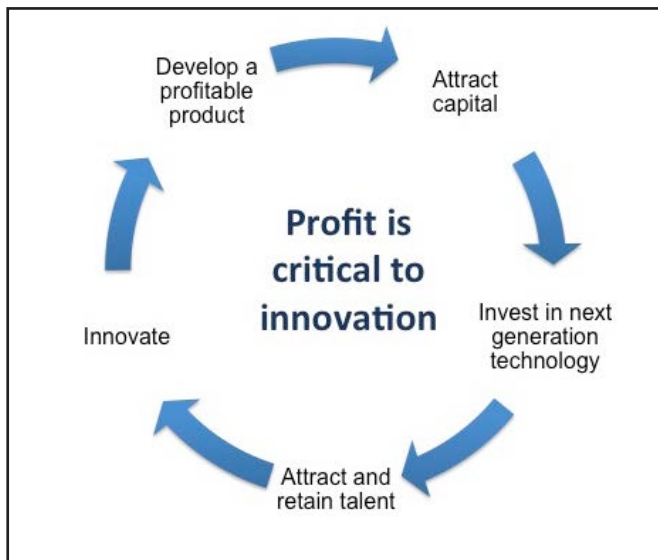 Develop a
profitable
product
Attract
capital
Profit is
critical to
innovation
Invest in next
generation
technology
Innovate
Attract and
retain talent